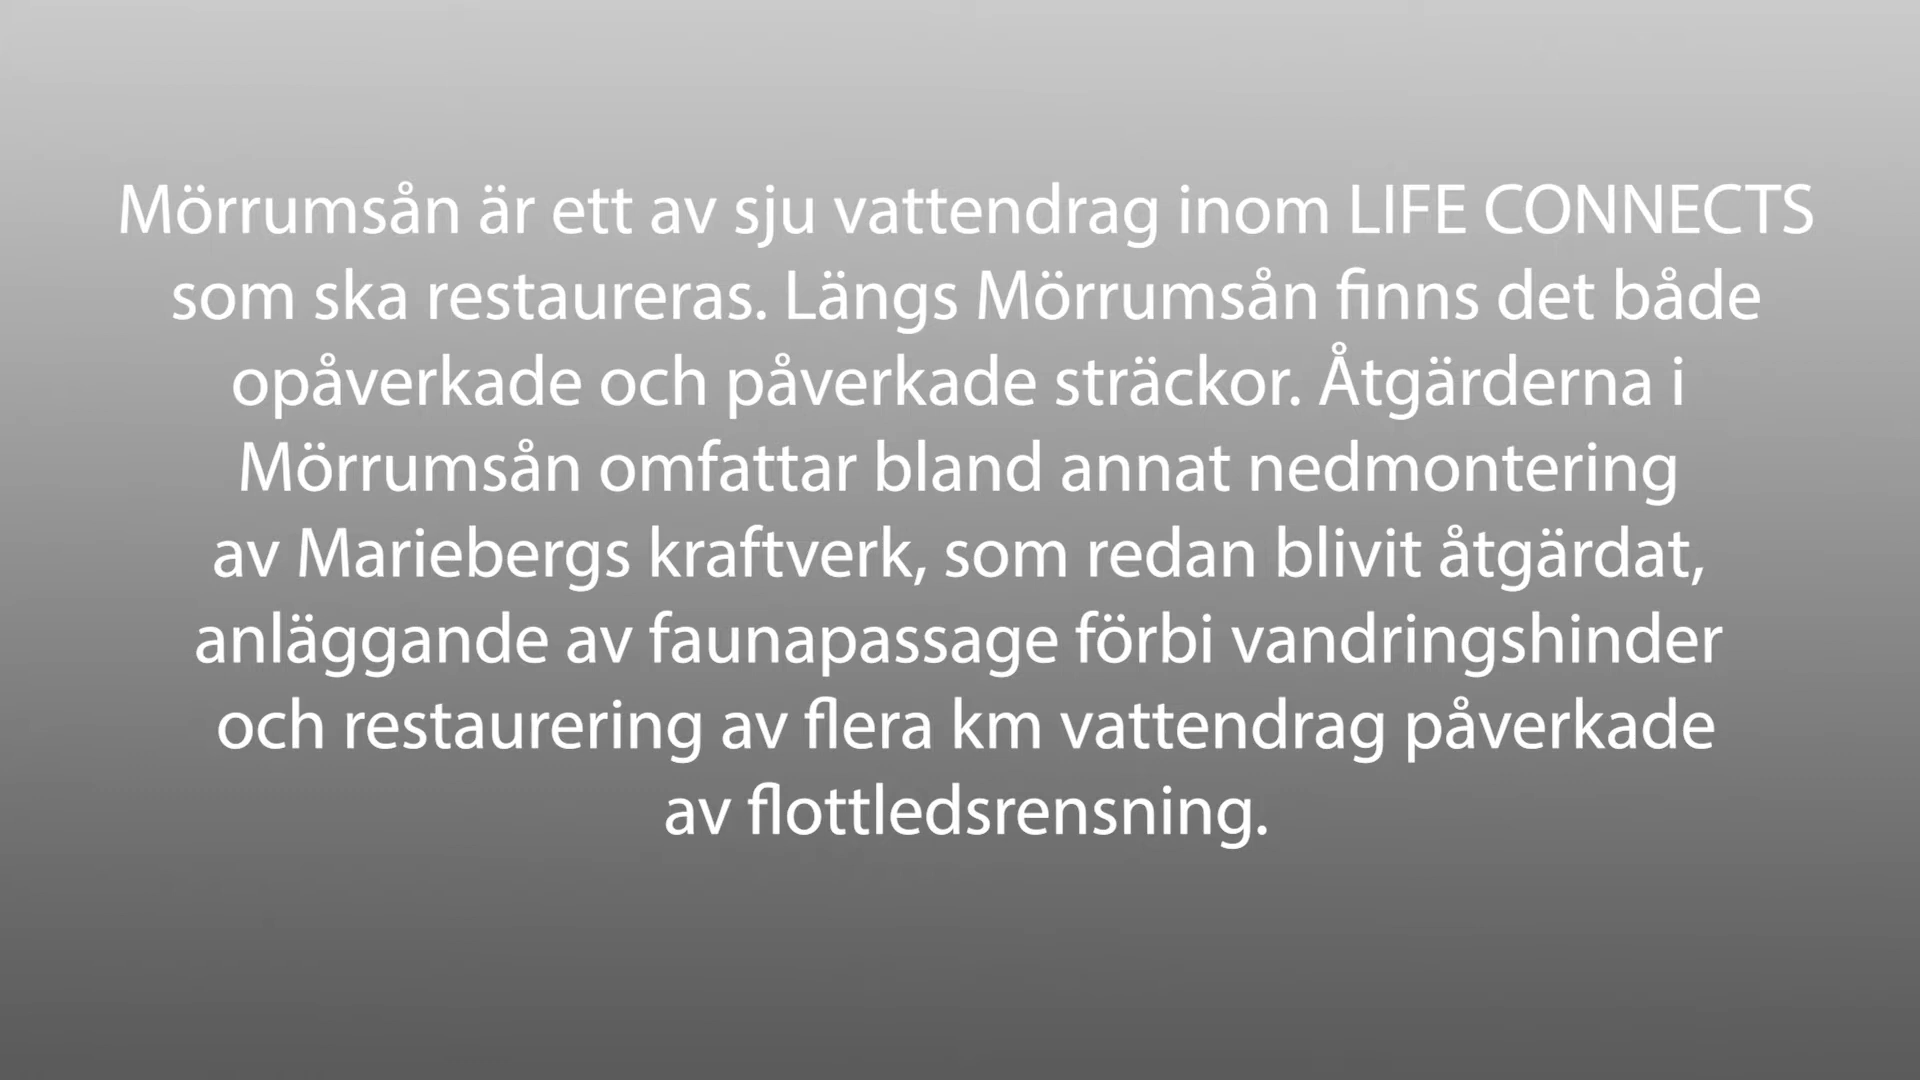 Mörrumsån är ett av sju vattendrag inom LIFE CONNECTS
som ska restaureras. Längs Mörrumsån finns det både
opåverkade och påverkade sträckor. Åtgärderna i
Mörrumsån omfattar bland annat nedmontering
av Mariebergs kraftverk, som redan blivit åtgärdat,
anläggande av faunapassage förbi vandringshinder
och restaurering av flera km vattendrag påverkade
av flottledsrensning.